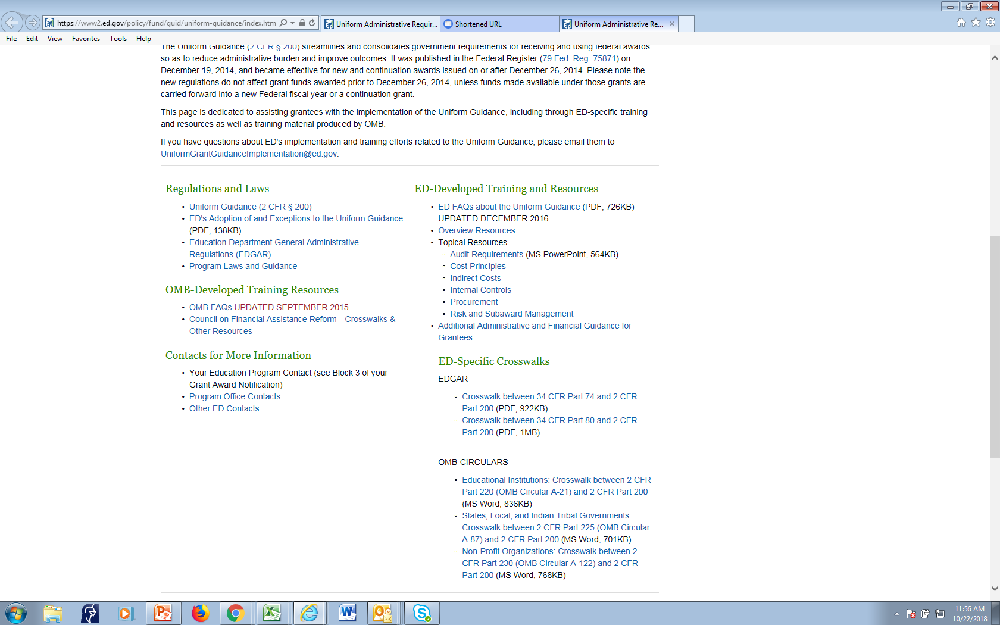 https://www2.ed.gov/policy/fund/guid/uniform-guidance/index.htm
Uniform Administrative Requir...
Shortened URL
Uniform Administrative Re...
File Edit View Favorites Tools Help
The Uniform Guidance (2 CFR § 200) streamlines and consolidates government requirements for receiving and using federal awards
so as to reduce administrative burden and improve outcomes. It was published in the Federal Register (79 Fed. Reg. 75871) on
December 19, 2014, and became effective for new and continuation awards issued on or after December 26, 2014. Please note the
new regulations do not affect grant funds awarded prior to December 26, 2014, unless funds made available under those grants are
carried forward into a new Federal fiscal year or a continuation grant.
This page is dedicated to assisting grantees with the implementation of the Uniform Guidance, including through ED-specific training
and resources as well as training material produced by OMB.
If you have questions about ED's implementation and training efforts related to the Uniform Guidance, please email them to
UniformGrantGuidanceImplementation@ed.gov.
Regulations and Laws
• Uniform Guidance (2 CFR § 200)
• ED's Adoption of and Exceptions to the Uniform Guidance
(PDF, 138KB)
• Education Department General Administrative
Regulations (EDGAR)
• Program Laws and Guidance
OMB-Developed Training Resources
• OMB FAQs UPDATED SEPTEMBER 2015
• Council on Financial Assistance Reform—Crosswalks &
Other Resources
Contacts for More Information
• Your Education Program Contact (see Block 3 of your
Grant Award Notification)
• Program Office Contacts
• Other ED Contacts
ED-Developed Training and Resources
• ED FAQs about the Uniform Guidance (PDF, 726KB)
UPDATED DECEMBER 2016
• Overview Resources
• Topical Resources
Audit Requirements (MS PowerPoint, 564KB)
Cost Principles
Indirect Costs
Internal Controls
Procurement
Risk and Subaward Management
• Additional Administrative and Financial Guidance for
Grantees
ED-Specific Crosswalks
EDGAR
Crosswalk between 34 CFR Part 74 and 2 CFR
Part 200 (PDF, 922KB)
Crosswalk between 34 CFR Part 80 and 2 CFR
Part 200 (PDF, 1MB)
OMB-CIRCULARS
Educational Institutions: Crosswalk between 2 CFR
Part 220 (OMB Circular A-21) and 2 CFR Part 200
(MS Word, 836KB)
States, Local, and Indian Tribal Governments:
Crosswalk between 2 CFR Part 225 (OMB Circular
A-87) and 2 CFR Part 200 (MS Word, 701KB)
Non-Profit Organizations: Crosswalk between 2
CFR Part 230 (OMB Circular A-122) and 2 CFR
Part 200 (MS Word, 768KB)
11:56 AM
10/22/2018